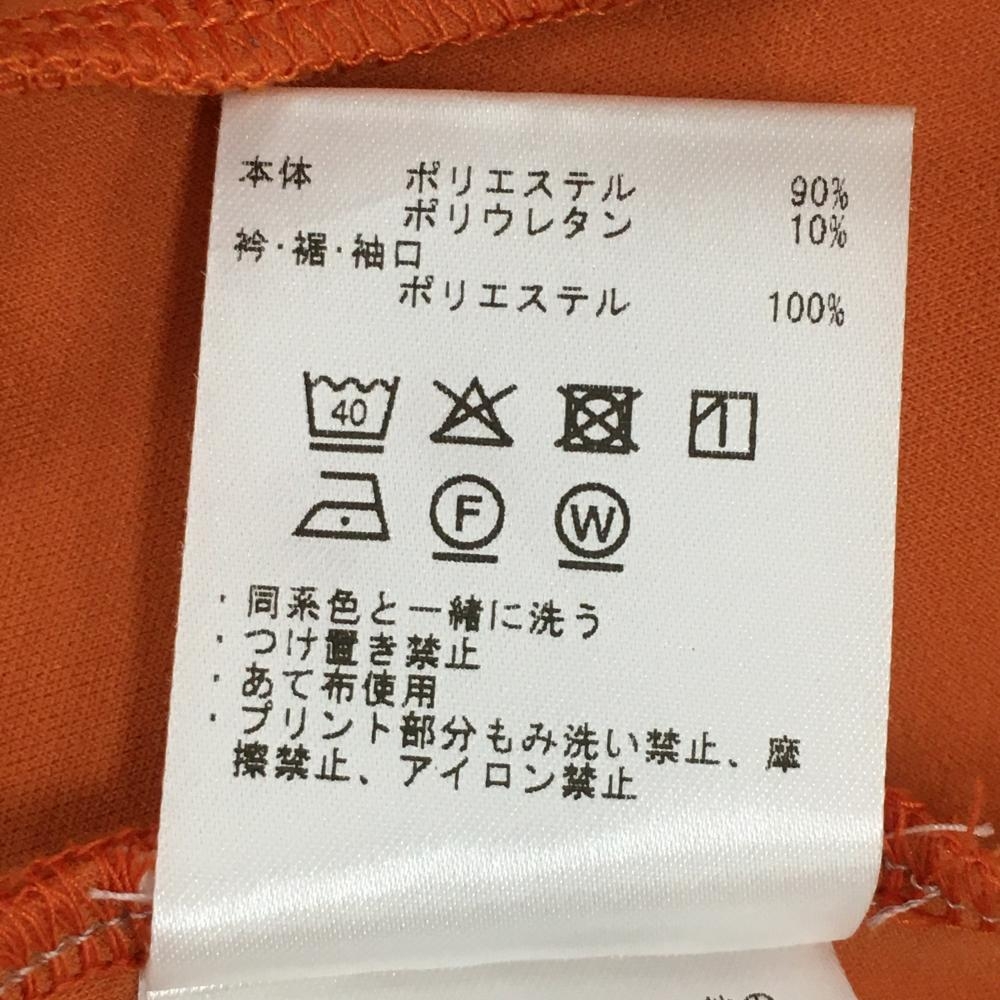 本体 ポリエステル 90%
ポリウレタン 10%
衿・裾・袖口
ポリエステル 100%
40
F W
・同系色と一緒に洗う
・つけ置き禁止
・あて布使用
・プリント部分もみ洗い禁止、摩
擦禁止、アイロン禁止